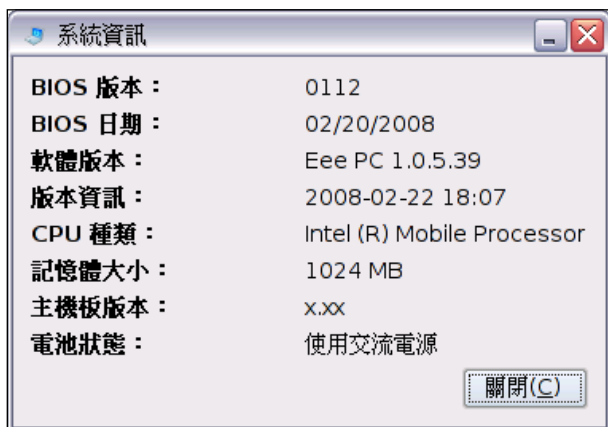 系統資訊
BIOS 版本： 0112
BIOS 日期： 02/20/2008
軟體版本： Eee PC 1.0.5.39
版本資訊： 2008-02-22 18:07
CPU 種類： Intel (R) Mobile Processor
記憶體大小： 1024 MB
主機板版本： x.xx
電池狀態： 使用交流電源
關閉(C)